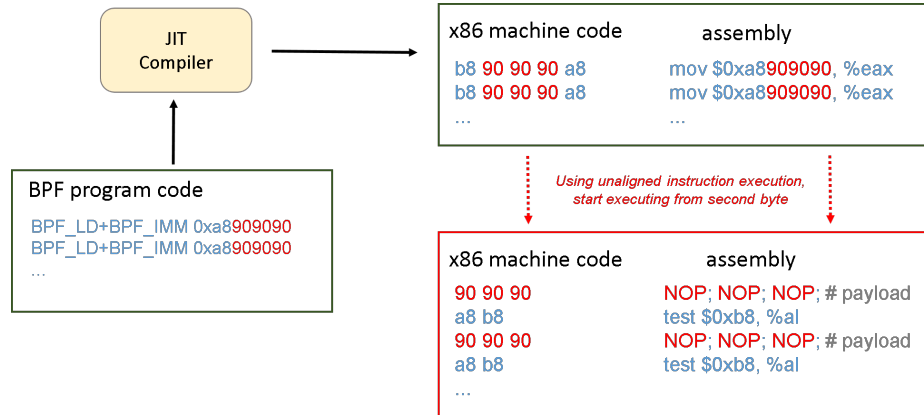 JIT
Compiler
x86 machine code assembly
b8 90 90 90 a8 mov $0xa8909090, %eax
b8 90 90 90 a8 mov $0xa8909090, %eax
... ...
BPF program code
BPF_LD+BPF_IMM 0xa8909090
BPF_LD+BPF_IMM 0xa8909090
...
Using unaligned instruction execution,
start executing from second byte
x86 machine code assembly
90 90 90 NOP; NOP; NOP; # payload
a8 b8 test $0xb8, %al
90 90 90 NOP; NOP; NOP; # payload
a8 b8 test $0xb8, %al
...